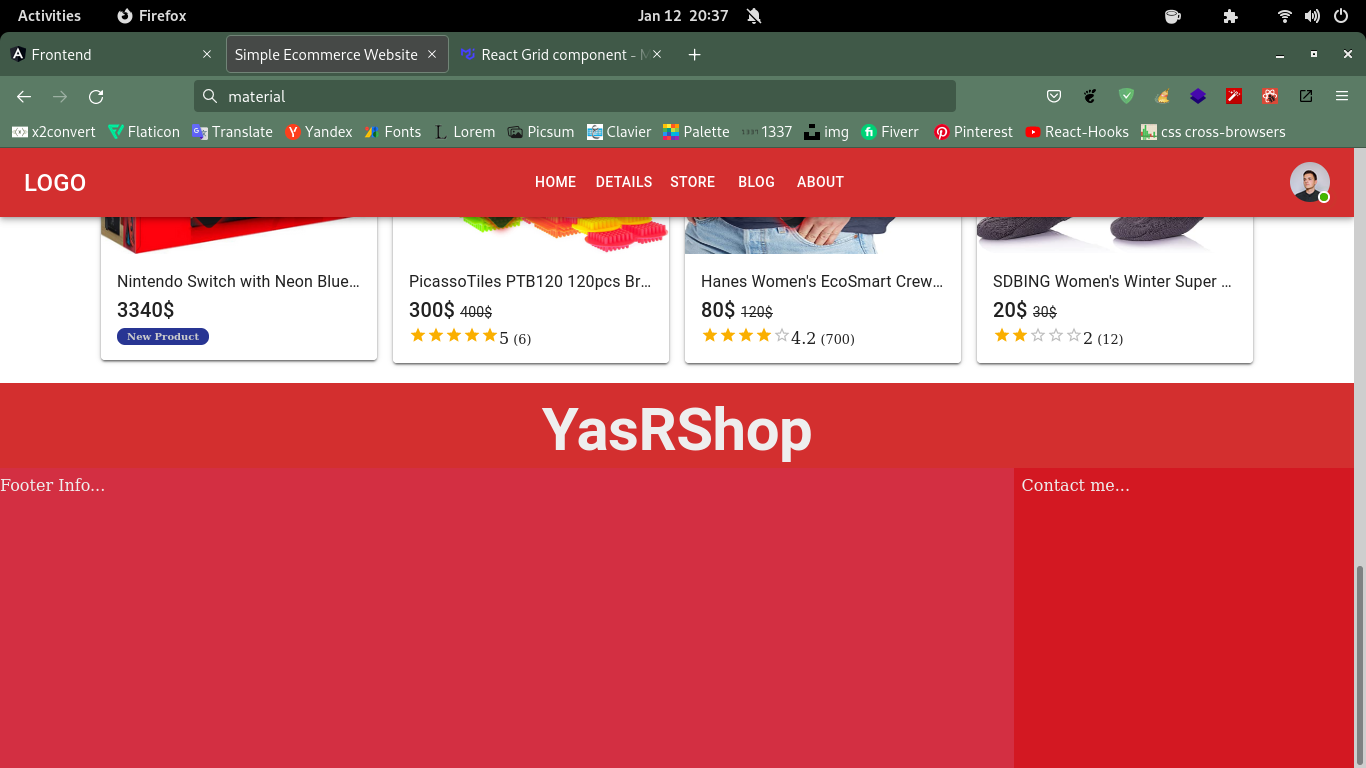 Activities Firefox Jan 12 20:37
Frontend Simple Ecommerce Website React Grid component -
material
x2convert Flaticon Translate Yandex Fonts Lorem Picsum Clavier Palette 1337 1337 img Fiverr Pinterest React-Hooks css cross-browsers
LOGO HOME DETAILS STORE BLOG ABOUT
Nintendo Switch with Neon Blue... PicassoTiles PTB120 120pcs Br... Hanes Women's EcoSmart Crew... SDBING Women's Winter Super ...
3340$ 300$ 400$ 80$ 120$ 20$ 30$
New Product 5 (6) 4.2 (700) 2 (12)
YasRShop
Footer Info... Contact me...